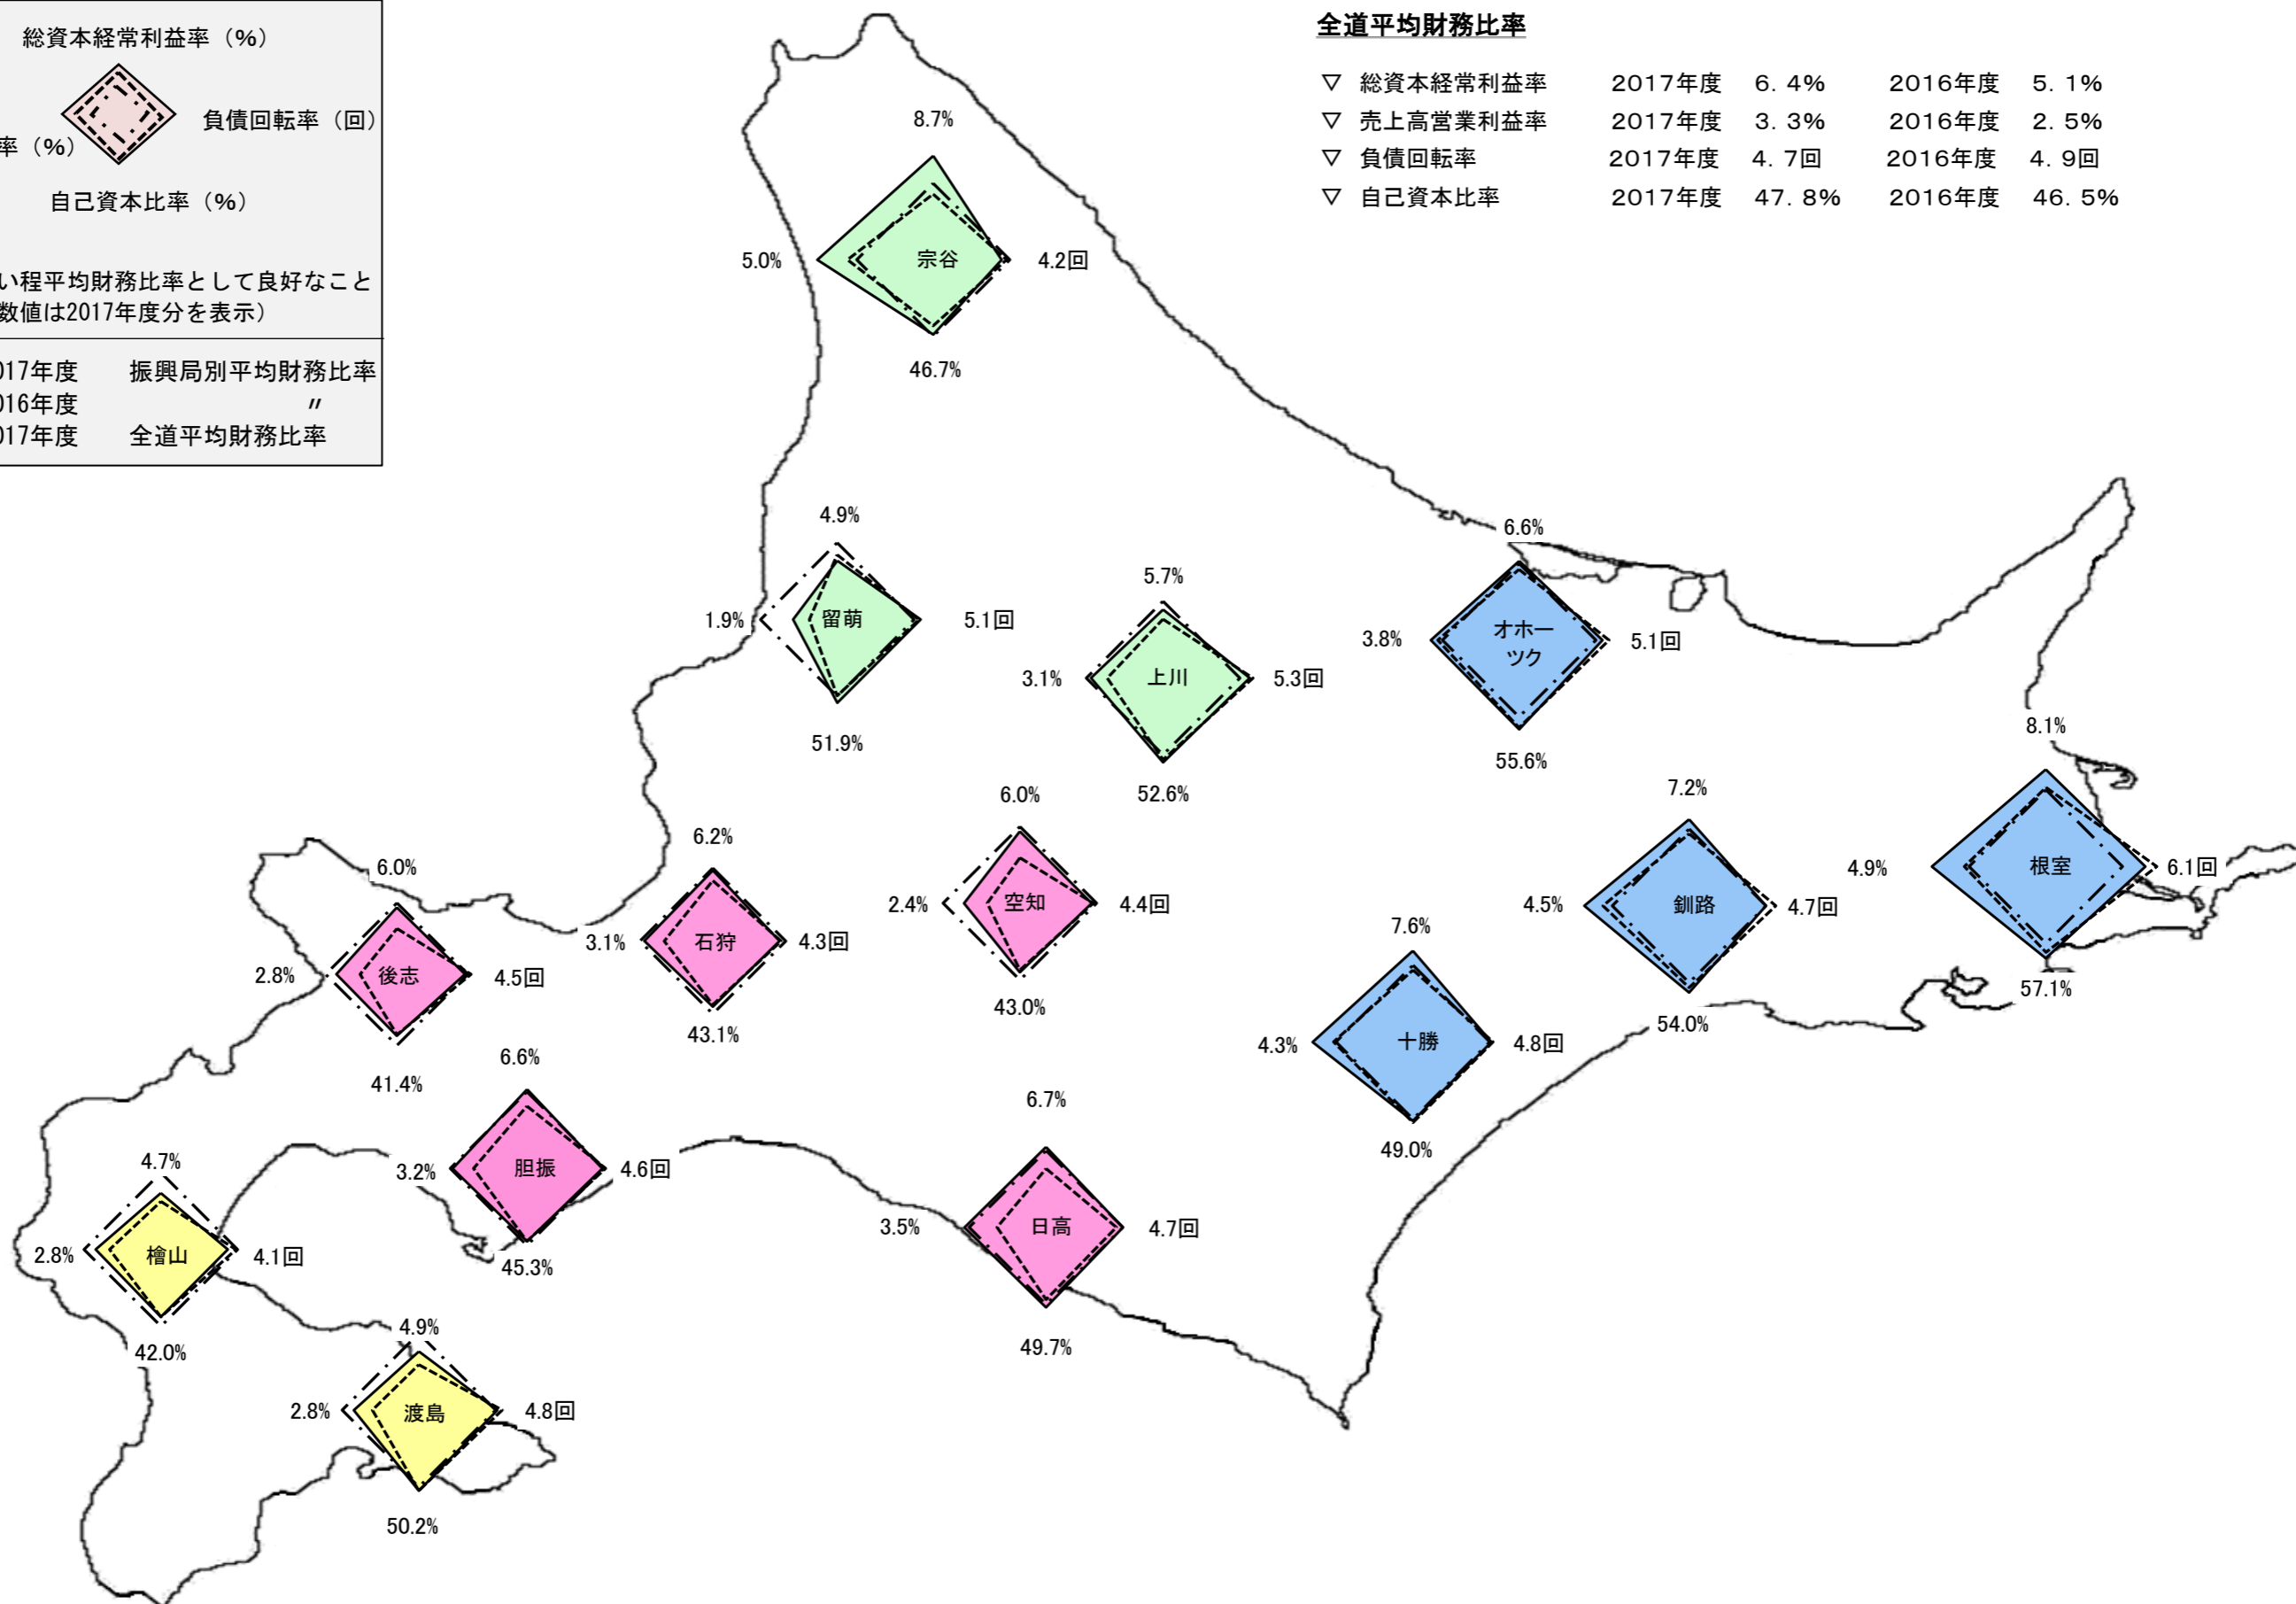 総資本経常利益率（%）
負債回転率（回）
率（%）
自己資本比率（%）
い程平均財務比率として良好なこと
数値は2017年度分を表示）
017年度 振興局別平均財務比率
016年度 〃
017年度 全道平均財務比率
全道平均財務比率
▽ 総資本経常利益率 2017年度 6.4% 2016年度 5.1%
▽ 売上高営業利益率 2017年度 3.3% 2016年度 2.5%
▽ 負債回転率 2017年度 4.7回 2016年度 4.9回
▽ 自己資本比率 2017年度 47.8% 2016年度 46.5%
8.7%
5.0%
宗谷
4.2回
46.7%
4.9%
1.9%
留萌
5.1回
51.9%
5.7%
3.1%
上川
5.3回
52.6%
6.6%
3.8%
オホー
ツク
5.1回
55.6%
8.1%
4.9%
根室
6.1回
57.1%
7.2%
4.5%
釧路
4.7回
54.0%
7.6%
4.3%
十勝
4.8回
49.0%
6.0%
2.4%
空知
4.4回
43.0%
6.2%
3.1%
石狩
4.3回
43.1%
6.0%
2.8%
後志
4.5回
41.4%
6.6%
3.2%
胆振
4.6回
45.3%
6.7%
3.5%
日高
4.7回
49.7%
4.7%
2.8%
檜山
4.1回
42.0%
4.9%
2.8%
渡島
4.8回
50.2%